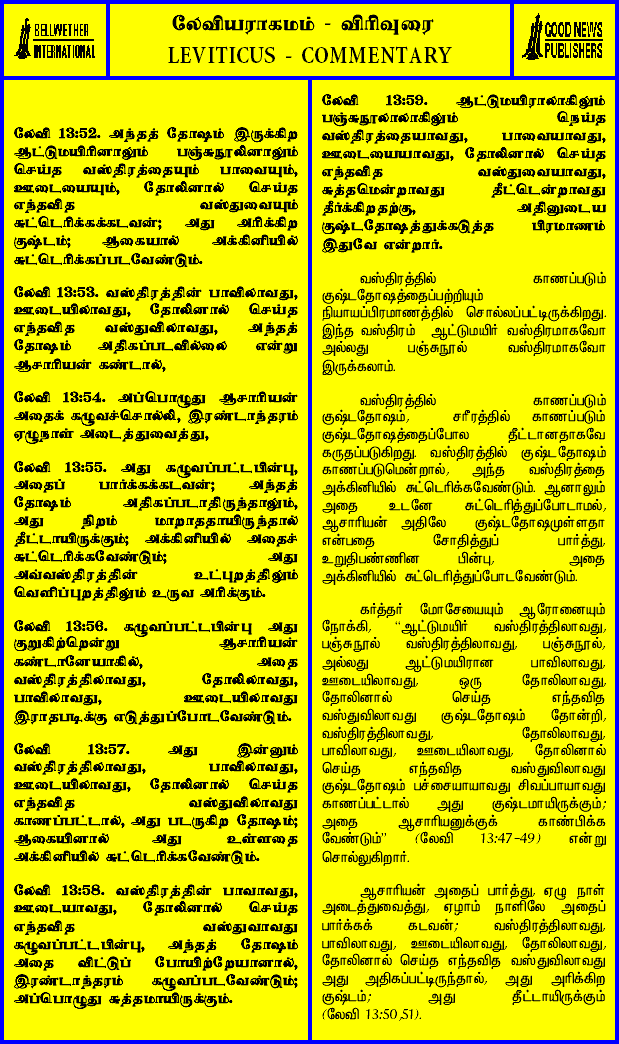 BELLWETHER
INTERNATIONAL
லேவியராகமம் - விரிவுரை
LEVITICUS - COMMENTARY
GOOD NEWS
PUBLISHERS
லேவி 13:52. அந்தத் தோஷம் இருக்கிற
ஆட்டுமயிரினாலும் பஞ்சுநூலினாலும்
செய்த வஸ்திரத்தையும் பாவையும்,
ஊடையையும், தோலினால் செய்த
எந்தவித வஸ்துவையும்
சுட்டெரிக்கக்கடவன்; அது அரிக்கிற
குஷ்டம்; ஆகையால் அக்கினியில்
சுட்டெரிக்கப்படவேண்டும்.
லேவி 13:53. வஸ்திரத்தின் பாவிலாவது,
ஊடையிலாவது, தோலினால் செய்த
எந்தவித வஸ்துவிலாவது, அந்தத்
தோஷம் அதிகப்படவில்லை என்று
ஆசாரியன் கண்டால்,
லேவி 13:54. அப்பொழுது ஆசாரியன்
அதைக் கழுவச்சொல்லி, இரண்டாந்தரம்
ஏழுநாள் அடைத்துவைத்து,
லேவி 13:55. அது கழுவப்பட்டபின்பு,
அதைப் பார்க்கக்கடவன்; அந்தத்
தோஷம் அதிகப்படாதிருந்தாலும்,
அது நிறம் மாறாததாயிருந்தால்
தீட்டாயிருக்கும்; அக்கினியில் அதைச்
சுட்டெரிக்கவேண்டும்; அது
அவ்வஸ்திரத்தின் உட்புறத்திலும்
வெளிப்புறத்திலும் உருவ அரிக்கும்.
லேவி 13:56. கழுவப்பட்டபின்பு அது
குறுகிற்றென்று ஆசாரியன்
கண்டானேயாகில், அதை
வஸ்திரத்திலாவது, தோலிலாவது,
பாவிலாவது, ஊடையிலாவது
இராதபடிக்கு எடுத்துப்போடவேண்டும்.
லேவி 13:57. அது இன்னும்
வஸ்திரத்திலாவது, பாவிலாவது,
ஊடையிலாவது, தோலினால் செய்த
எந்தவித வஸ்துவிலாவது
காணப்பட்டால், அது படருகிற தோஷம்;
ஆகையினால் அது உள்ளதை
அக்கினியில் சுட்டெரிக்கவேண்டும்.
லேவி 13:58. வஸ்திரத்தின் பாவாவது,
ஊடையாவது, தோலினால் செய்த
எந்தவித வஸ்துவாவது
கழுவப்பட்டபின்பு, அந்தத் தோஷம்
அதை விட்டுப் போயிற்றேயானால்,
இரண்டாந்தரம் கழுவப்படவேண்டும்;
அப்பொழுது சுத்தமாயிருக்கும்.
லேவி 13:59. ஆட்டுமயிராலாகிலும்
பஞ்சுநூலாலாகிலும் நெய்த
வஸ்திரத்தையாவது, பாவையாவது,
ஊடையையாவது, தோலினால் செய்த
எந்தவித வஸ்துவையாவது,
சுத்தமென்றாவது தீட்டென்றாவது
தீர்க்கிறதற்கு, அதினுடைய
குஷ்டதோஷத்துக்கடுத்த பிரமாணம்
இதுவே என்றார்.
வஸ்திரத்தில் காணப்படும்
குஷ்டதோஷத்தைப்பற்றியும்
நியாயப்பிரமாணத்தில் சொல்லப்பட்டிருக்கிறது.
இந்த வஸ்திரம் ஆட்டுமயிர் வஸ்திரமாகவோ
அல்லது பஞ்சுநூல் வஸ்திரமாகவோ
இருக்கலாம்.
வஸ்திரத்தில் காணப்படும்
குஷ்டதோஷம், சரீரத்தில் காணப்படும்
குஷ்டதோஷத்தைப்போல தீட்டானதாகவே
கருதப்படுகிறது. வஸ்திரத்தில் குஷ்டதோஷம்
காணப்படுமென்றால், அந்த வஸ்திரத்தை
அக்கினியில் சுட்டெரிக்கவேண்டும். ஆனாலும்
அதை உடனே சுட்டெரித்துப்போடாமல்,
ஆசாரியன் அதிலே குஷ்டதோஷமுள்ளதா
என்பதை சோதித்துப் பார்த்து,
உறுதிபண்ணின பின்பு, அதை
அக்கினியில் சுட்டெரித்துப்போடவேண்டும்.
கர்த்தர் மோசேயையும் ஆரோனையும்
நோக்கி, "ஆட்டுமயிர் வஸ்திரத்திலாவது,
பஞ்சுநூல் வஸ்திரத்திலாவது, பஞ்சுநூல்,
அல்லது ஆட்டுமயிரான பாவிலாவது,
ஊடையிலாவது, ஒரு தோலிலாவது,
தோலினால் செய்த எந்தவித
வஸ்துவிலாவது குஷ்டதோஷம் தோன்றி,
வஸ்திரத்திலாவது, தோலிலாவது,
பாவிலாவது, ஊடையிலாவது, தோலினால்
செய்த எந்தவித வஸ்துவிலாவது
குஷ்டதோஷம் பச்சையாயாவது சிவப்பாயாவது
காணப்பட்டால் அது குஷ்டமாயிருக்கும்;
அதை ஆசாரியனுக்குக் காண்பிக்க
வேண்டும்" (லேவி 13:47-49) என்று
சொல்லுகிறார்.
ஆசாரியன் அதைப் பார்த்து, ஏழு நாள்
அடைத்துவைத்து, ஏழாம் நாளிலே அதைப்
பார்க்கக் கடவன்; வஸ்திரத்திலாவது,
பாவிலாவது, ஊடையிலாவது, தோலிலாவது,
தோலினால் செய்த எந்தவித வஸ்துவிலாவது
அது அதிகப்பட்டிருந்தால், அது அரிக்கிற
குஷ்டம்; அது தீட்டாயிருக்கும்
(லேவி 13:50,51).